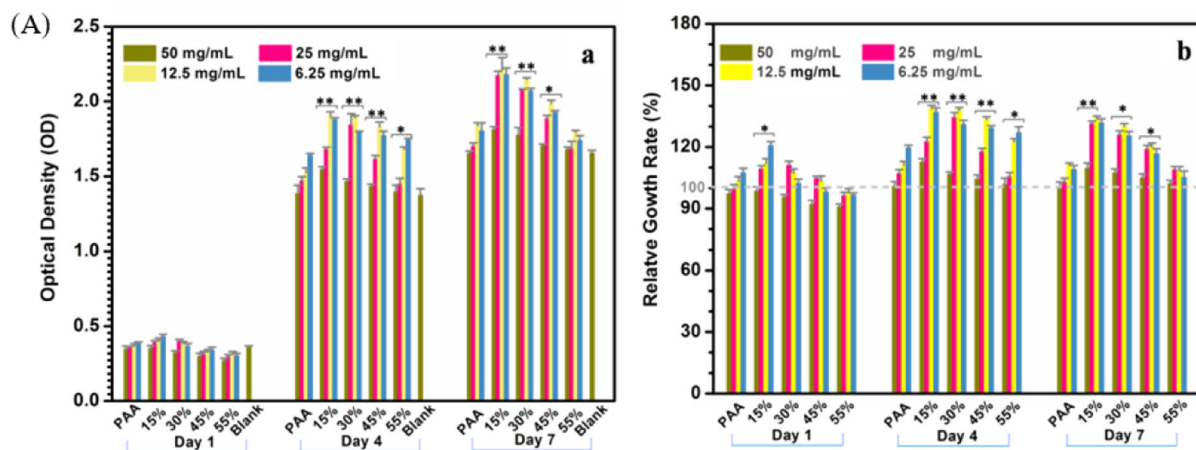 (A)
2.5
2.0
1.5
1.0
0.5
0.0
Optical Density (OD)
50 mg/mL
25 mg/mL
12.5 mg/mL
6.25 mg/mL
a
**
**
*
**
**
**
*
PAA 15% 30% 45% 55% Blank
PAA 15% 30% 45% 55% Blank
PAA 15% 30% 45% 55% Blank
Day 1
Day 4
Day 7
180
150
120
100
90
60
30
0
Relatve Gowth Rate (%)
50 mg/mL
25 mg/mL
12.5 mg/mL
6.25 mg/mL
b
*
**
**
**
*
**
*
*
PAA 15% 30% 45% 55%
PAA 15% 30% 45% 55%
PAA 15% 30% 45% 55%
Day 1
Day 4
Day 7